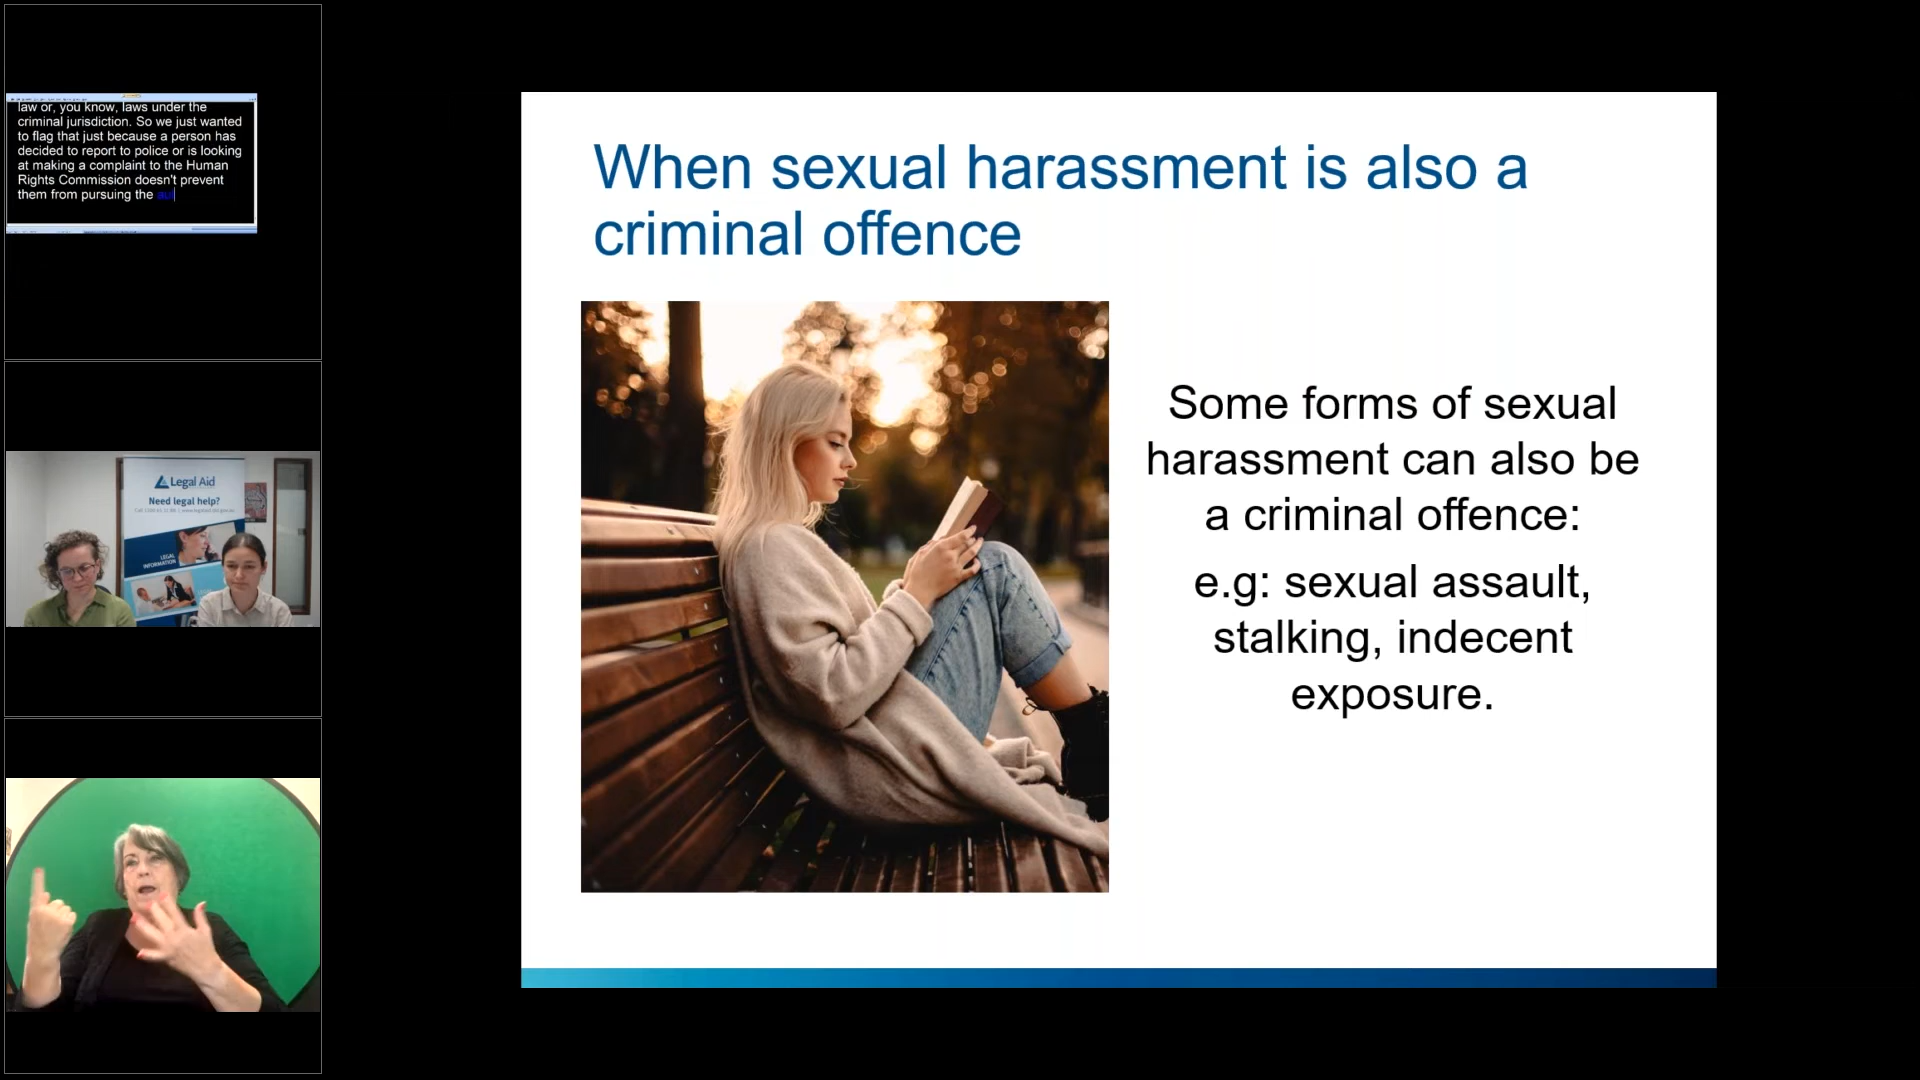 law or, you know, laws under the
criminal jurisdiction. So we just wanted
to flag that just because a person has
decided to report to police or is looking
at making a complaint to the Human
Rights Commission doesn't prevent
them from pursuing the
Legal Aid
Need legal help?
LEGAL
INFORMATION
When sexual harassment is also a
criminal offence
Some forms of sexual
harassment can also be
a criminal offence:
e.g: sexual assault,
stalking, indecent
exposure.